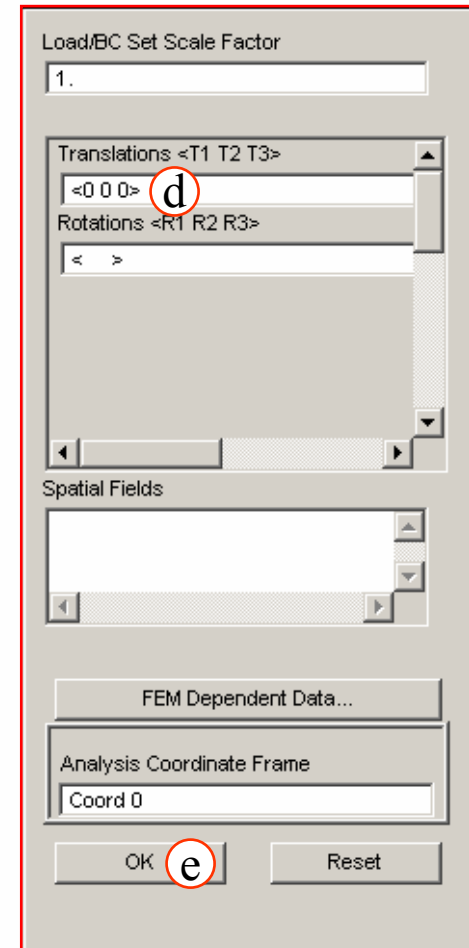 Load/BC Set Scale Factor
1.
Translations <T1 T2 T3>
<0 0 0> d
Rotations <R1 R2 R3>
< >
Spatial Fields
FEM Dependent Data...
Analysis Coordinate Frame
Coord 0
OK e Reset